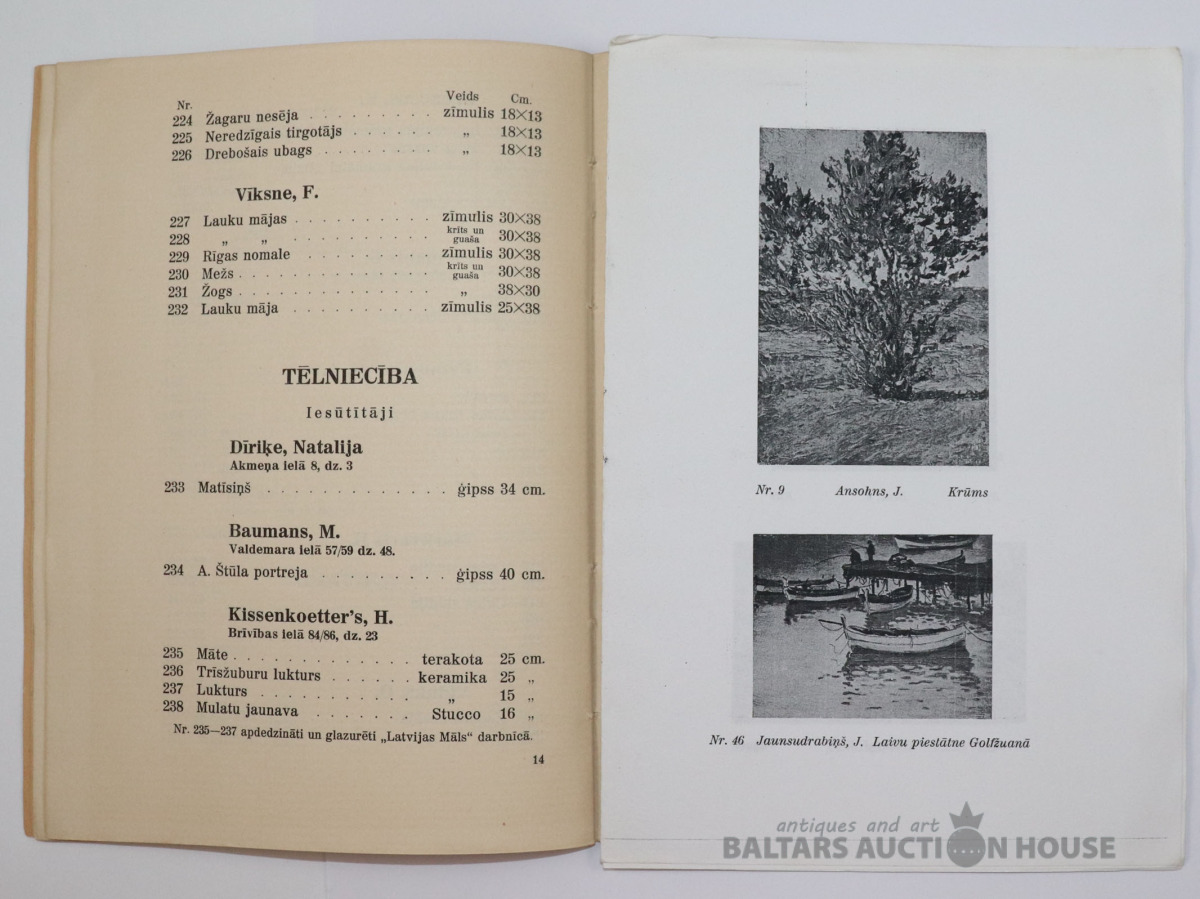 Nr. Veids Cm.
224 Žagaru nesēja . . . . . . . . . zīmulis 18×13
225 Neredzīgais tirgotājs . . . . . . „ 18×13
226 Drebošais ubags . . . . . . . . „ 18×13
Vīksne, F.
227 Lauku mājas . . . . . . . . . . zīmulis 30×38
228 „ „ . . . . . . . . . . krīts un guaša 30×38
229 Rīgas nomale . . . . . . . . . zīmulis 30×38
230 Mežs . . . . . . . . . . . . . . krīts un guaša 30×38
231 Žogs . . . . . . . . . . . . . . „ 38×30
232 Lauku māja . . . . . . . . . . zīmulis 25×38
TĒLNIECĪBA
Iesūtītāji
Dīriķe, Natalija
Akmeņa ielā 8, dz. 3
233 Matīsiņš . . . . . . . . . . . . . ģipss 34 cm.
Baumans, M.
Valdemara ielā 57/59 dz. 48.
234 A. Štūla portreja . . . . . . . . . ģipss 40 cm.
Kissenkoetter's, H.
Brīvības ielā 84/86, dz. 23
235 Māte . . . . . . . . . . . . . terakota 25 cm.
236 Trīsžuburu lukturs . . . . . . keramika 25 „
237 Lukturs . . . . . . . . . . . „ 15 „
238 Mulatu jaunava . . . . . . . Stucco 16 „
Nr. 235—237 apdedzināti un glazurēti „Latvijas Māls“ darbnīcā.
14
Nr. 9 Ansohns, J. Krūms
Nr. 46 Jaunsudrabiņš, J. Laivu piestātne Golfžuanā
antiques and art
BALTARS AUCTION HOUSE